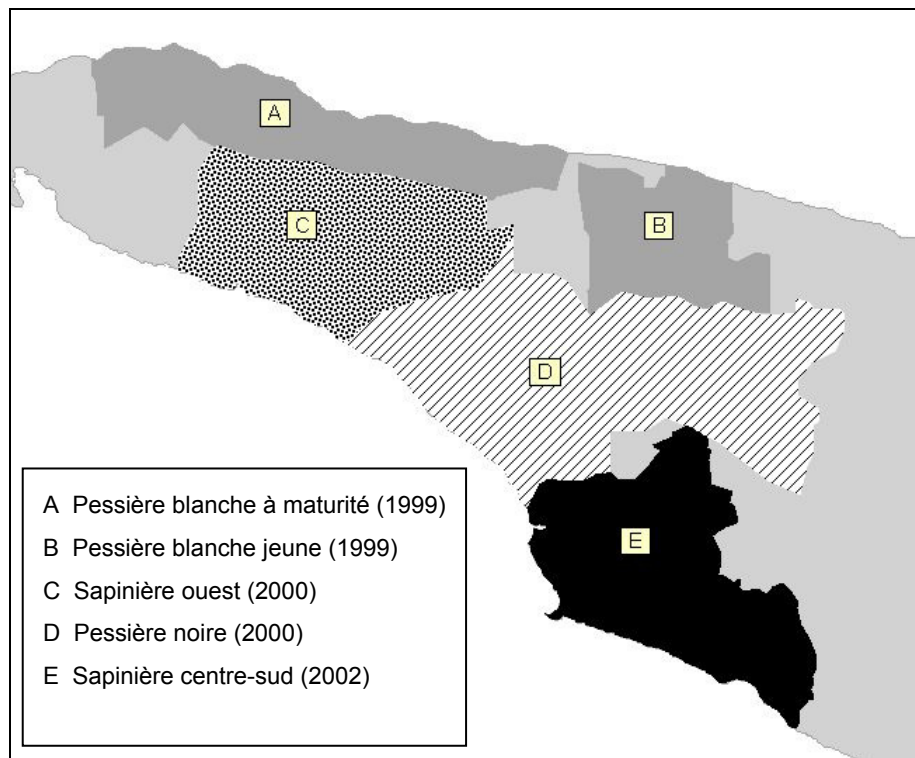 A
B
C
D
E
A Pessière blanche à maturité (1999)
B Pessière blanche jeune (1999)
C Sapinière ouest (2000)
D Pessière noire (2000)
E Sapinière centre-sud (2002)